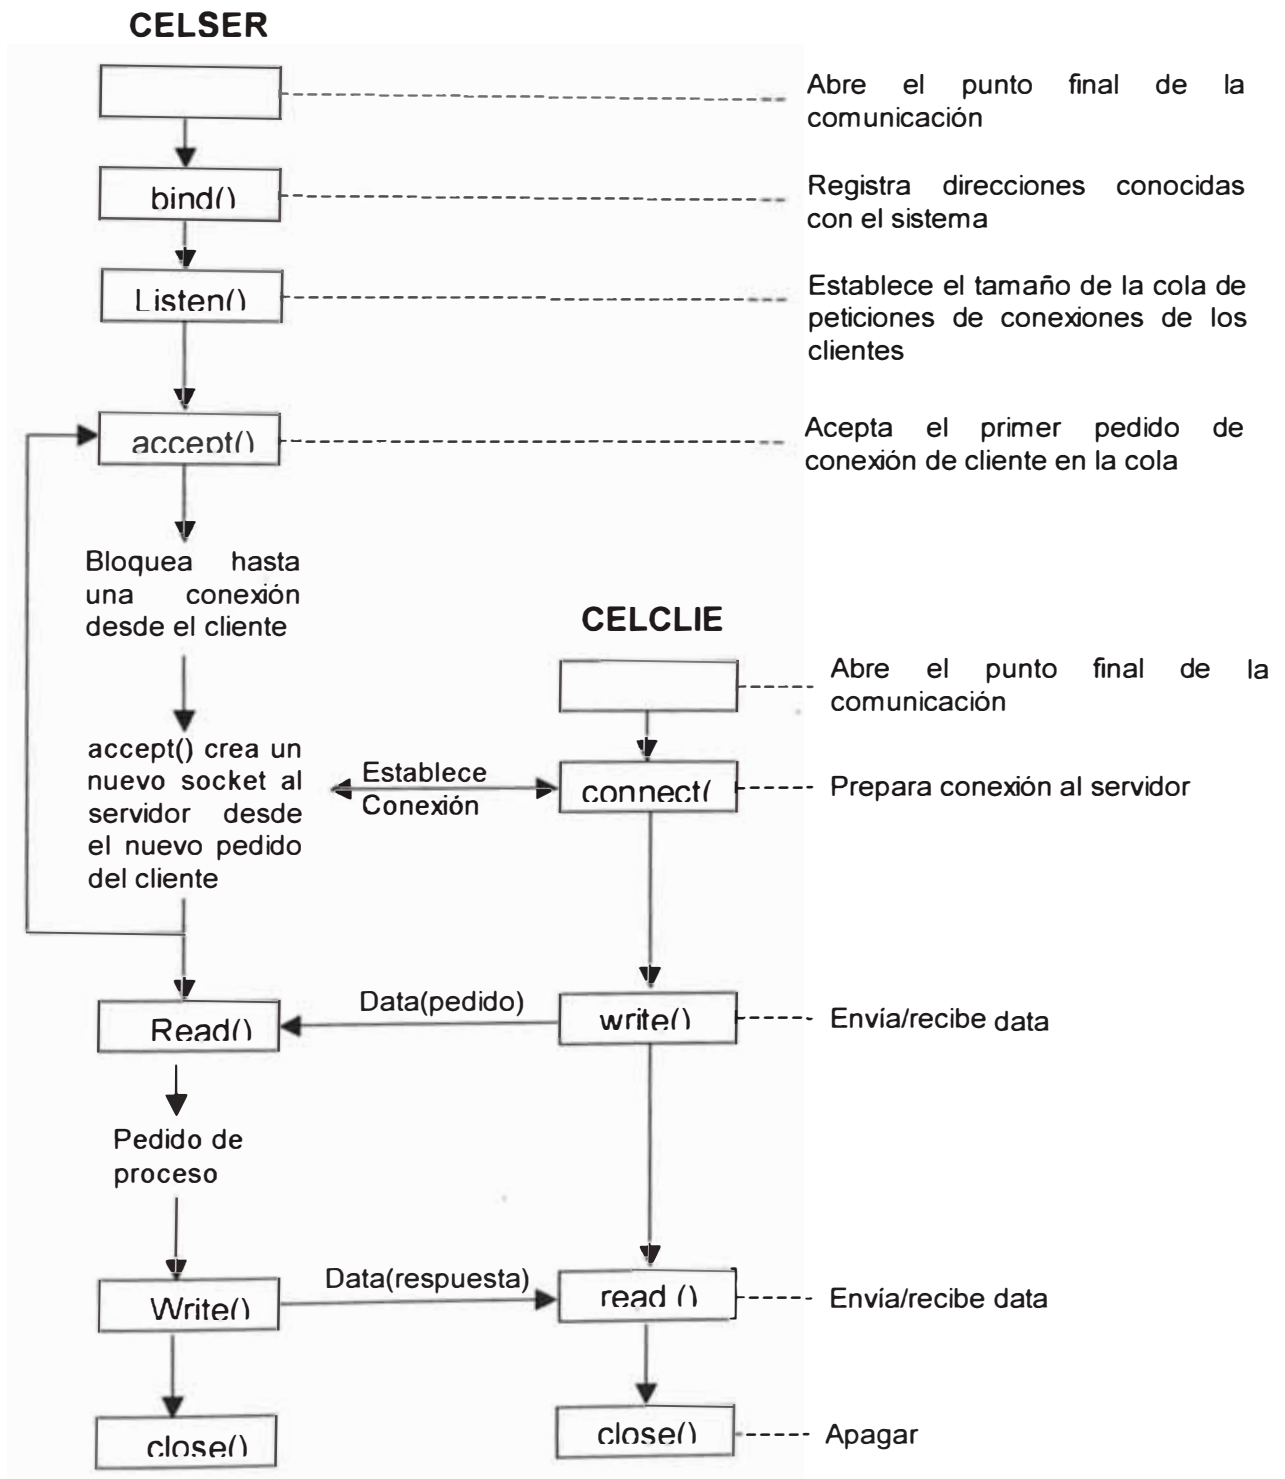 CELSER
Abre el punto final de la
comunicación
bind()
Registra direcciones conocidas
con el sistema
Listen()
Establece el tamaño de la cola de
peticiones de conexiones de los
clientes
accept()
Acepta el primer pedido de
conexión de cliente en la cola
Bloquea hasta
una conexión
desde el cliente
CELCLIE
Abre el punto final de la
comunicación
accept() crea un
nuevo socket al
servidor desde
el nuevo pedido
del cliente
Establece
Conexión
connect(
Prepara conexión al servidor
Read()
Data(pedido)
write()
Envía/recibe data
Pedido de
proceso
Write()
Data(respuesta)
read ()
Envía/recibe data
close()
close()
Apagar